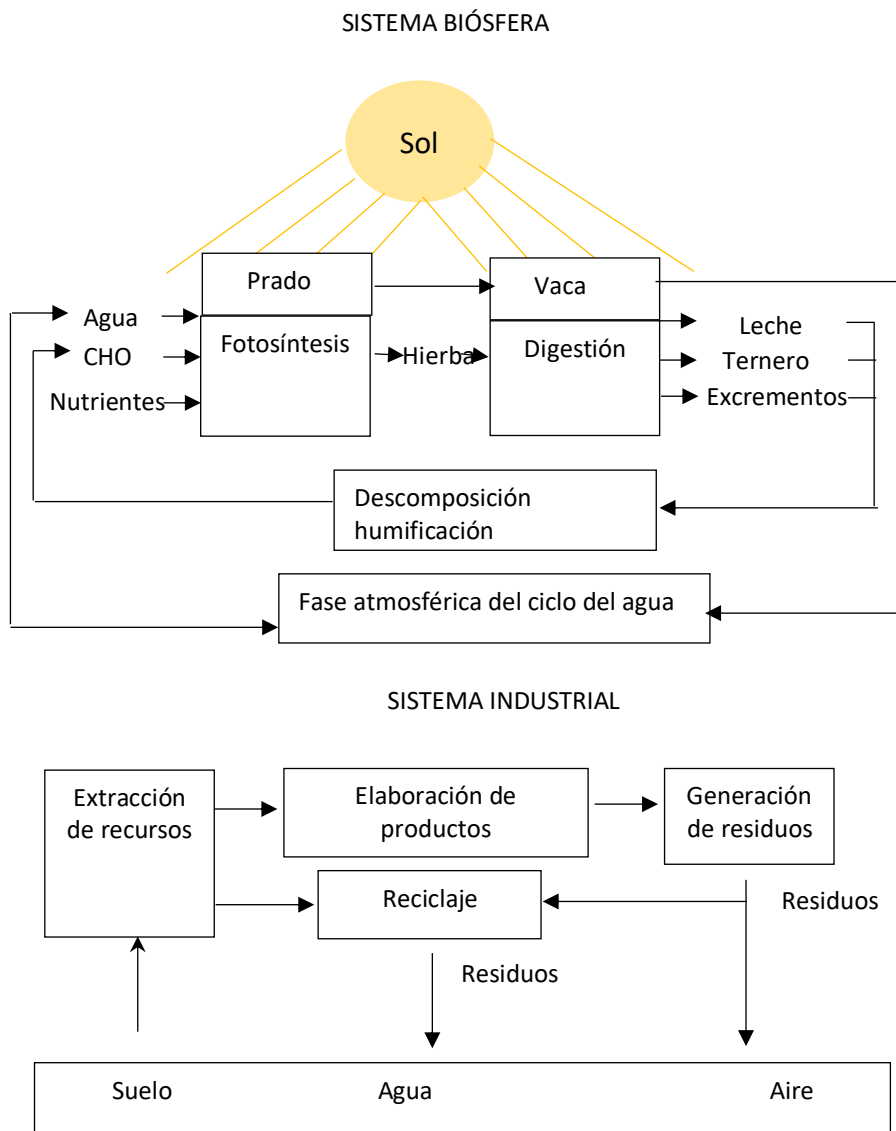 SISTEMA BIÓSFERA
Sol
Prado
Vaca
Agua
Leche
Fotosíntesis
Digestión
CHO
Hierba
Ternero
Nutrientes
Excrementos
Descomposición
humificación
Fase atmosférica del ciclo del agua
SISTEMA INDUSTRIAL
Extracción
de recursos
Elaboración de
productos
Generación
de residuos
Reciclaje
Residuos
Residuos
Suelo
Agua
Aire